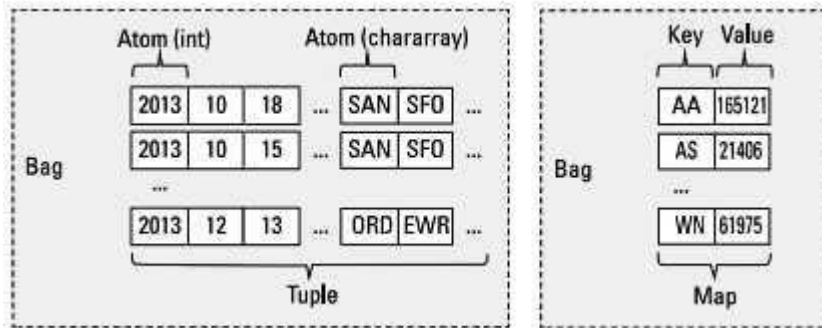 Atom (int) Atom (chararray)
2013 10 18 ... SAN SFO ...
2013 10 15 ... SAN SFO ...
Bag
...
2013 12 13 ... ORD EWR ...
Tuple
Key Value
AA 165121
AS 21406
Bag
...
WN 61975
Map